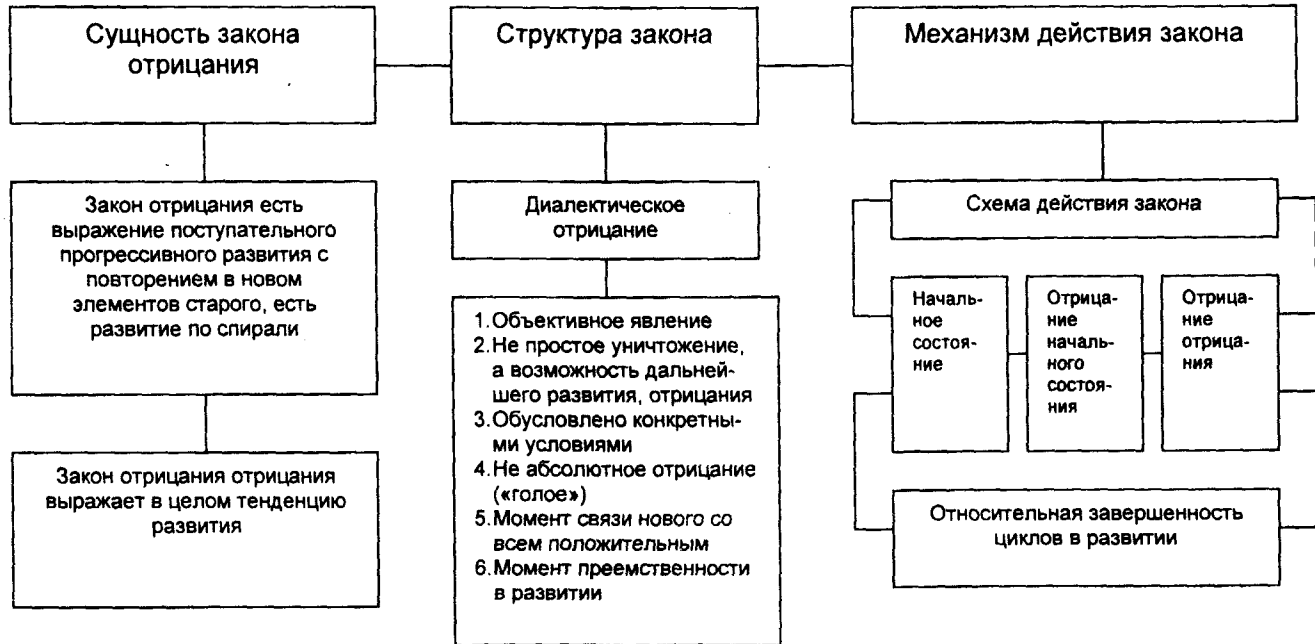 Сущность закона
отрицания
Закон отрицания есть
выражение поступательного
прогрессивного развития с
повторением в новом
элементов старого, есть
развитие по спирали
Закон отрицания отрицания
выражает в целом тенденцию
развития
Структура закона
Диалектическое
отрицание
1.Объективное явление
2.Не простое уничтожение,
а возможность дальней-
шего развития, отрицания
3.Обусловлено конкретны-
ми условиями
4.Не абсолютное отрицание
(«голое»)
5.Момент связи нового со
всем положительным
6.Момент преемственности
в развитии
Механизм действия закона
Схема действия закона
Началь-
ное
состоя-
ние
Отрица-
ние
началь-
ного
состоя-
ния
Отрица-
ние
отрица-
ния
Относительная завершенность
циклов в развитии